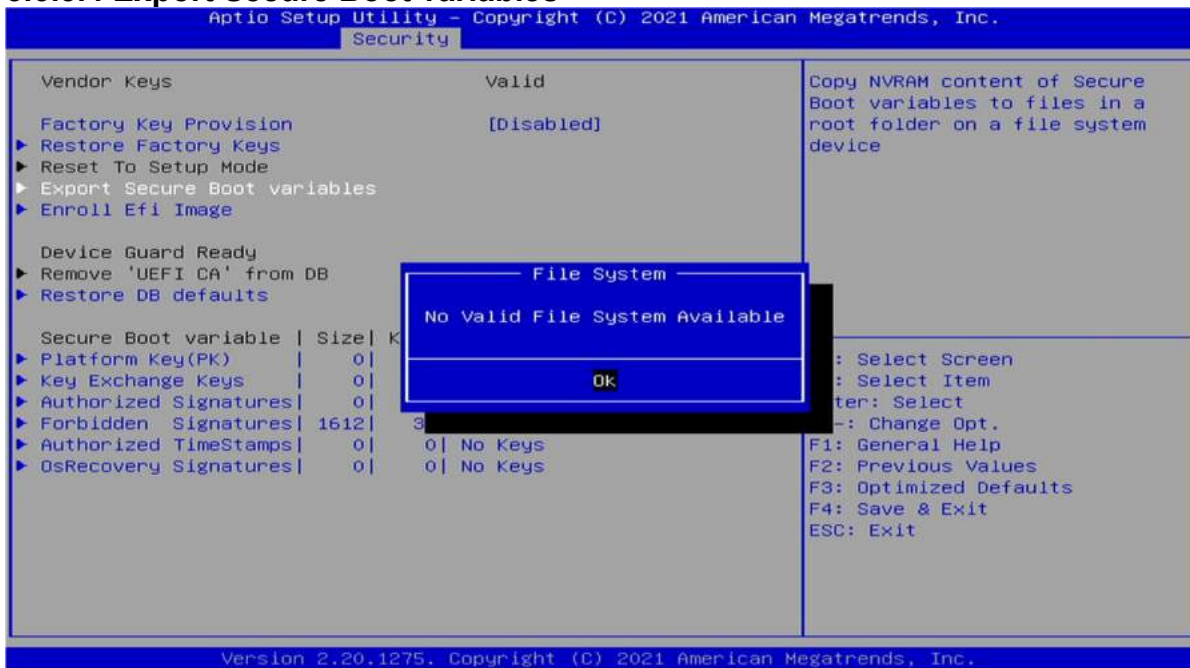 Export Secure Boot variables
Aptio Setup Utility – Copyright (C) 2021 American Megatrends, Inc.
Security
Vendor Keys Valid
Factory Key Provision [Disabled]
Restore Factory Keys
Reset To Setup Mode
Export Secure Boot variables
Enroll Efi Image
Device Guard Ready
Remove 'UEFI CA' from DB
Restore DB defaults
Secure Boot variable | Size| K
Platform Key(PK) | 0|
Key Exchange Keys | 0|
Authorized Signatures| 0|
Forbidden Signatures| 1612| 3
Authorized TimeStamps| 0| 0| No Keys
OsRecovery Signatures| 0| 0| No Keys
File System
No Valid File System Available
Ok
Copy NVRAM content of Secure
Boot variables to files in a
root folder on a file system
device
: Select Screen
: Select Item
ter: Select
-: Change Opt.
F1: General Help
F2: Previous Values
F3: Optimized Defaults
F4: Save & Exit
ESC: Exit
Version 2.20.1275. Copyright (C) 2021 American Megatrends, Inc.